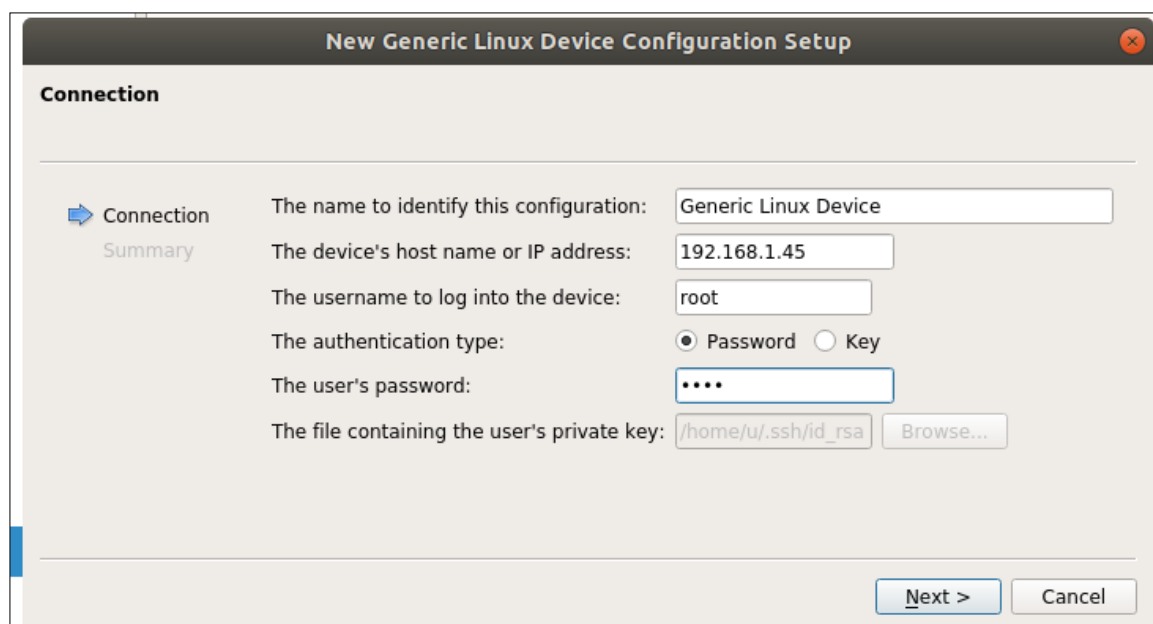 New Generic Linux Device Configuration Setup
Connection
Connection
Summary
The name to identify this configuration: Generic Linux Device
The device's host name or IP address: 192.168.1.45
The username to log into the device: root
The authentication type: Password Key
The user's password: ••••
The file containing the user's private key: /home/u/.ssh/id_rsa Browse...
Next > Cancel